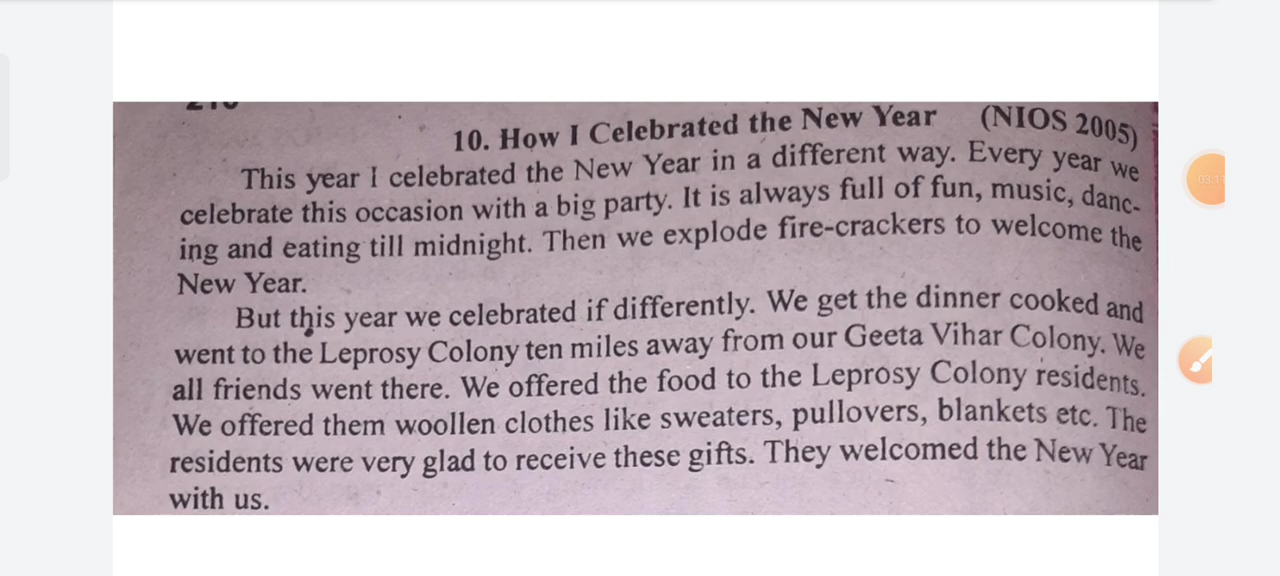 10. How I Celebrated the New Year (NIOS 2005)
This year I celebrated the New Year in a different way. Every year we
celebrate this occasion with a big party. It is always full of fun, music, danc-
ing and eating till midnight. Then we explode fire-crackers to welcome the
New Year.
But this year we celebrated if differently. We get the dinner cooked and
went to the Leprosy Colony ten miles away from our Geeta Vihar Colony. We
all friends went there. We offered the food to the Leprosy Colony residents.
We offered them woollen clothes like sweaters, pullovers, blankets etc. The
residents were very glad to receive these gifts. They welcomed the New Year
with us.